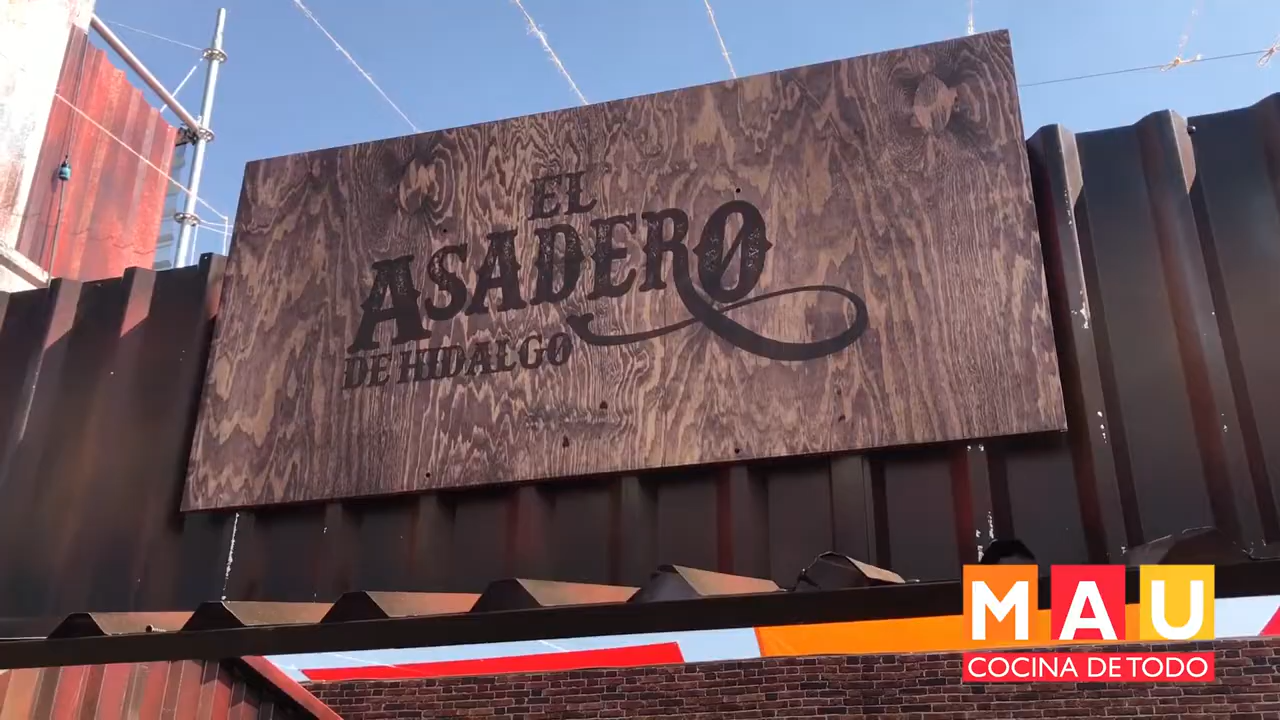 EL
ASADERO
DE HIDALGO
MAU
COCINA DE TODO